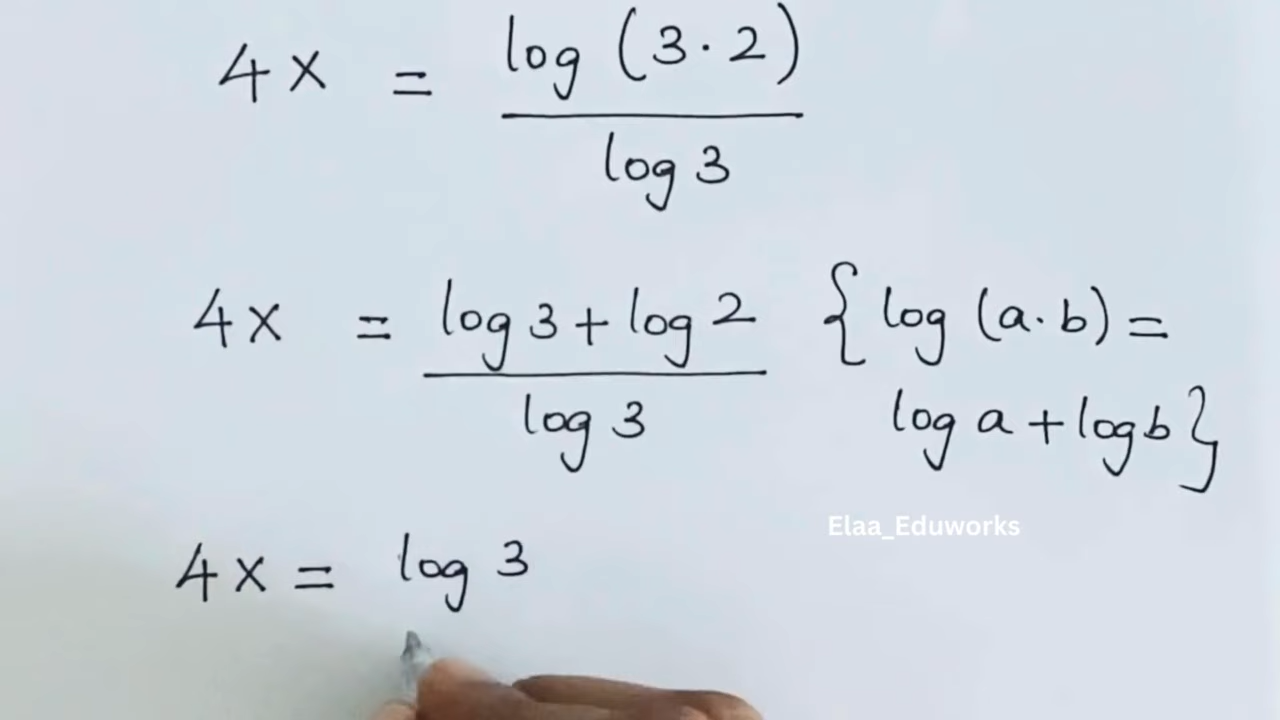 4x = log (3·2)
log 3
4x = log 3 + log 2 {log (a·b) =
log 3 log a + log b}
Elaa_Eduworks
4x = log 3